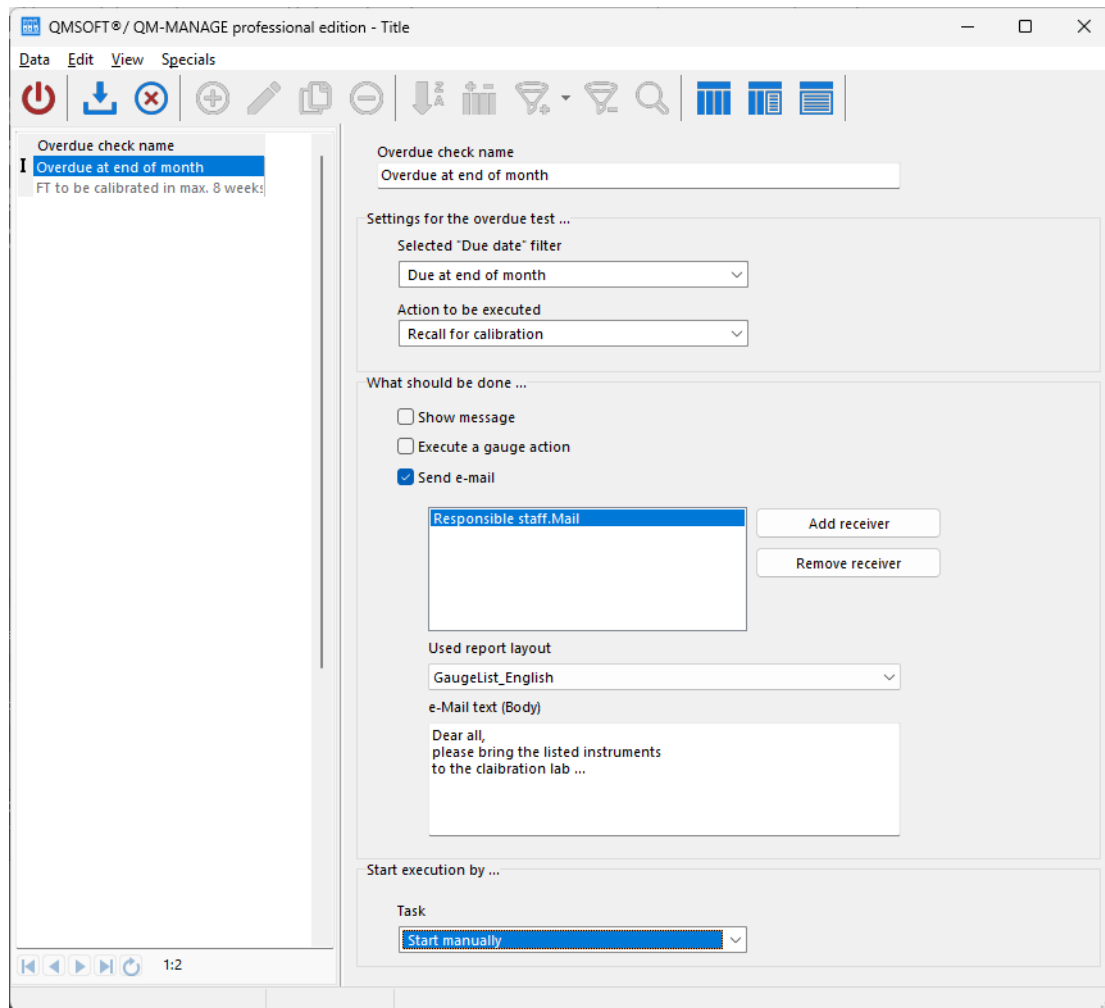 QMSOFT®/ QM-MANAGE professional edition - Title
Data Edit View Specials
Overdue check name
Overdue at end of month
FT to be calibrated in max. 8 weeks
1:2
Overdue check name
Overdue at end of month
Settings for the overdue test ...
Selected "Due date" filter
Due at end of month
Action to be executed
Recall for calibration
What should be done ...
Show message
Execute a gauge action
Send e-mail
Responsible staff.Mail
Add receiver
Remove receiver
Used report layout
GaugeList_English
e-Mail text (Body)
Dear all,
please bring the listed instruments
to the claibration lab ...
Start execution by ...
Task
Start manually